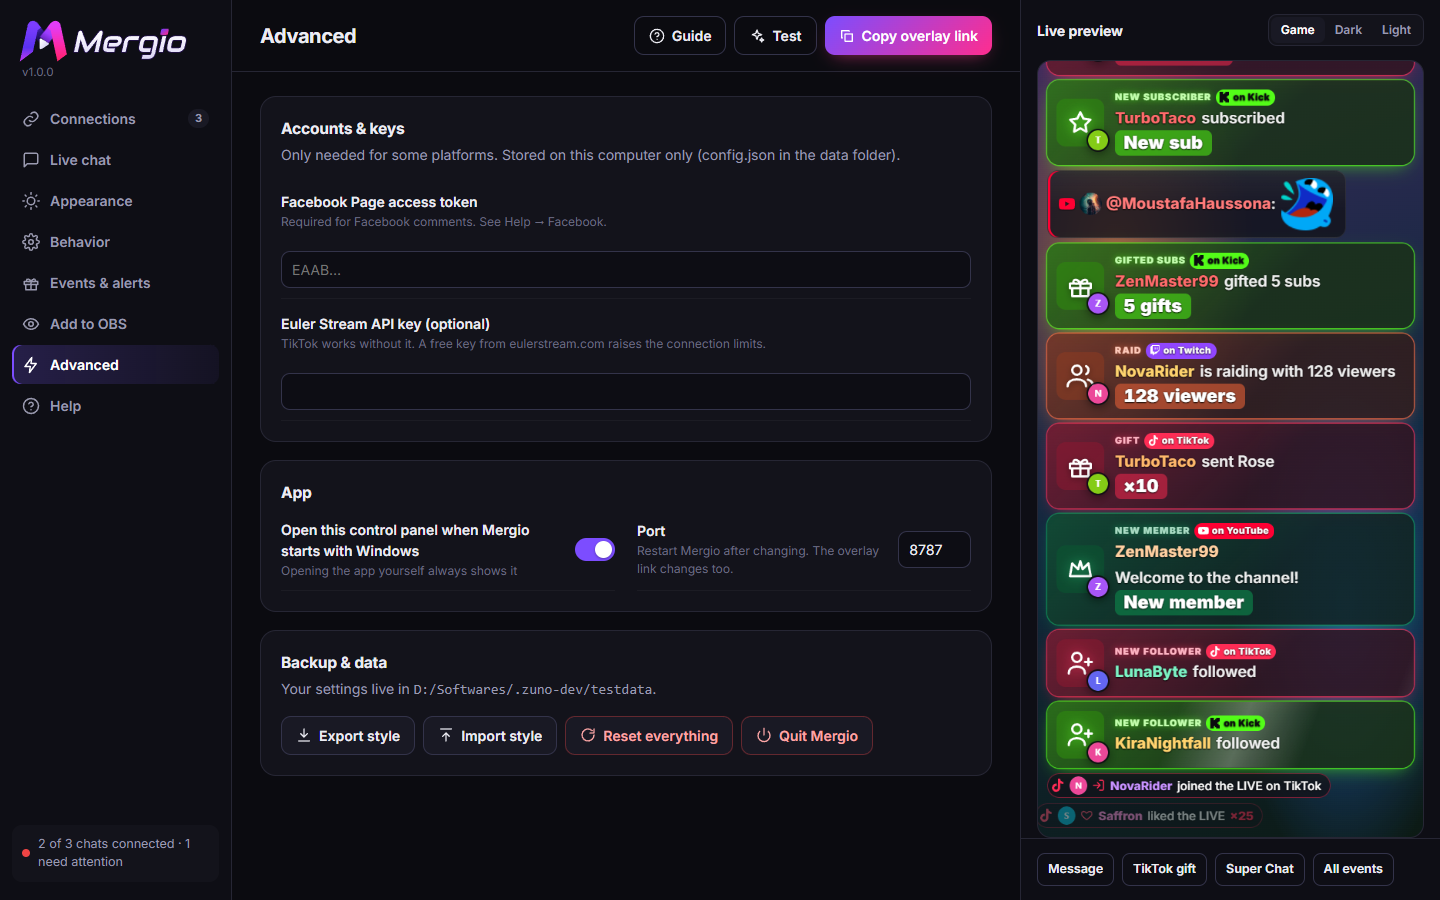 Mergio
v1.0.0
Connections
3
Live chat
Appearance
Behavior
Events & alerts
Add to OBS
Advanced
Help
2 of 3 chats connected · 1
need attention
Advanced
Guide
Test
Copy overlay link
Accounts & keys
Only needed for some platforms. Stored on this computer only (config.json in the data folder).
Facebook Page access token
Required for Facebook comments. See Help → Facebook.
EAAB...
Euler Stream API key (optional)
TikTok works without it. A free key from eulerstream.com raises the connection limits.
App
Open this control panel when Mergio
starts with Windows
Opening the app yourself always shows it
Port
Restart Mergio after changing. The overlay
link changes too.
8787
Backup & data
Your settings live in D:/Softwares/.zuno-dev/testdata.
Export style
Import style
Reset everything
Quit Mergio
Live preview
Game
Dark
Light
NEW SUBSCRIBER K on Kick
TurboTaco subscribed
T
New sub
@MoustafaHaussona:
GIFTED SUBS K on Kick
ZenMaster99 gifted 5 subs
Z
5 gifts
RAID on Twitch
NovaRider is raiding with 128 viewers
N
128 viewers
GIFT on TikTok
TurboTaco sent Rose
T
×10
NEW MEMBER on YouTube
ZenMaster99
Welcome to the channel!
Z
New member
NEW FOLLOWER on TikTok
LunaByte followed
L
NEW FOLLOWER K on Kick
KiraNightfall followed
K
N NovaRider joined the LIVE on TikTok
S Saffron liked the LIVE ×25
Message
TikTok gift
Super Chat
All events